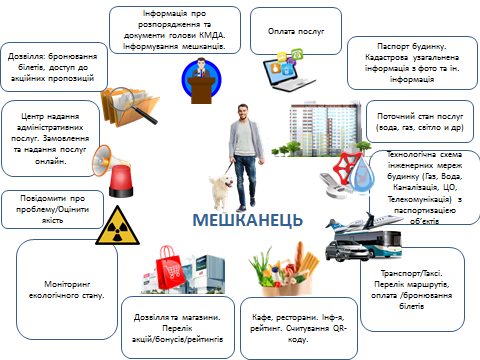 Інформація про
розпорядження та
документи голови КМДА.
Інформування мешканців.
Оплата послуг
Дозвілля: бронювання
білетів, доступ до
акційних пропозицій
Паспорт будинку.
Кадастрова узагальнена
інформація з фото та ін.
інформація
Центр надання
адміністративних
послуг. Замовлення
та надання послуг
онлайн.
Поточний стан послуг
(вода, газ, світло и др)
Технологічна схема
інженерних мереж
будинку (Газ, Вода,
Каналізація, ЦО,
Телекомунікація) з
паспортизацією
об'єктів
Повідомити про
проблему/Оцінити
якість
МЕШКАНЕЦЬ
Моніторинг
екологічного стану.
Транспорт/Таксі.
Перелік маршрутів,
оплата /бронювання
білетів
Дозвілля та магазини.
Перелік
акцій/бонусів/рейтингів
Кафе, ресторани. Інф-я,
рейтинг. Считування QR-
коду.